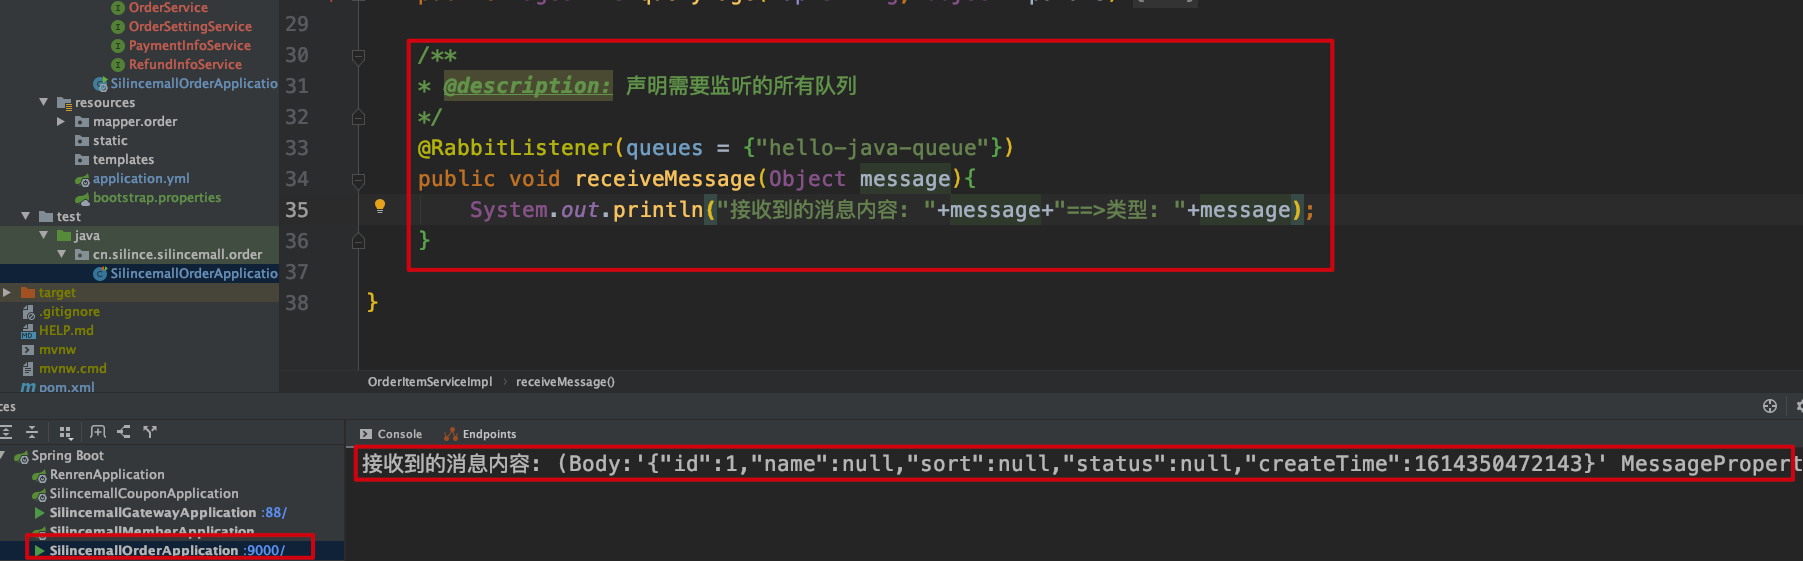 OrderService
OrderSettingService
PaymentInfoService
RefundInfoService
SilincemallOrderApplicatio
resources
mapper.order
static
templates
application.yml
bootstrap.properties
test
java
cn.silince.silincemall.order
SilincemallOrderApplicatio
target
.gitignore
HELP.md
mvnw
mvnw.cmd
pom.xml
29
30 /**
31 * @description: 声明需要监听的所有队列
32 */
33 @RabbitListener(queues = {"hello-java-queue"})
34 public void receiveMessage(Object message){
35 System.out.println("接收到的消息内容: "+message+"==>类型: "+message);
36 }
37
38 }
OrderItemServiceImpl › receiveMessage()
ces
Spring Boot
RenrenApplication
SilincemallCouponApplication
SilincemallGatewayApplication :88/
SilincemallMemberApplication
SilincemallOrderApplication :9000/
Console Endpoints
接收到的消息内容: (Body:'{"id":1,"name":null,"sort":null,"status":null,"createTime":1614350472143}' MessagePropert